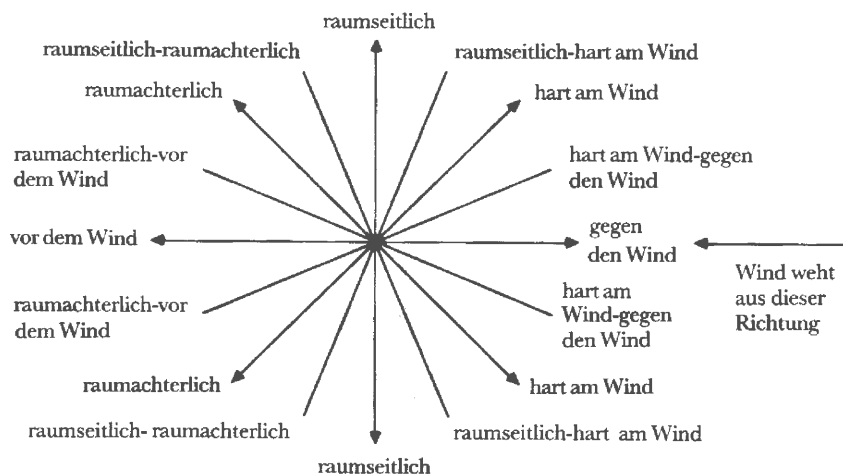 raumseitlich
raumseitlich-raumachterlich
raumseitlich-hart am Wind
raumachterlich
hart am Wind
raumachterlich-vor
dem Wind
hart am Wind-gegen
den Wind
vor dem Wind
gegen
den Wind
Wind weht
aus dieser
Richtung
raumachterlich-vor
dem Wind
hart am
Wind-gegen
den Wind
raumachterlich
hart am Wind
raumseitlich- raumachterlich
raumseitlich-hart am Wind
raumseitlich